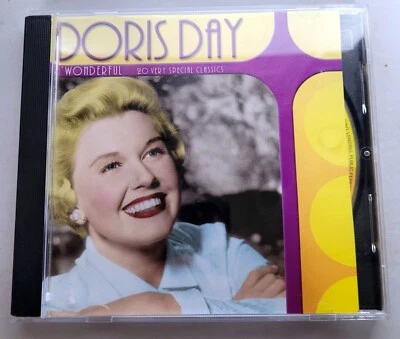 DORIS DAY
'WONDERFUL 20 VERY SPECIAL CLASSICS